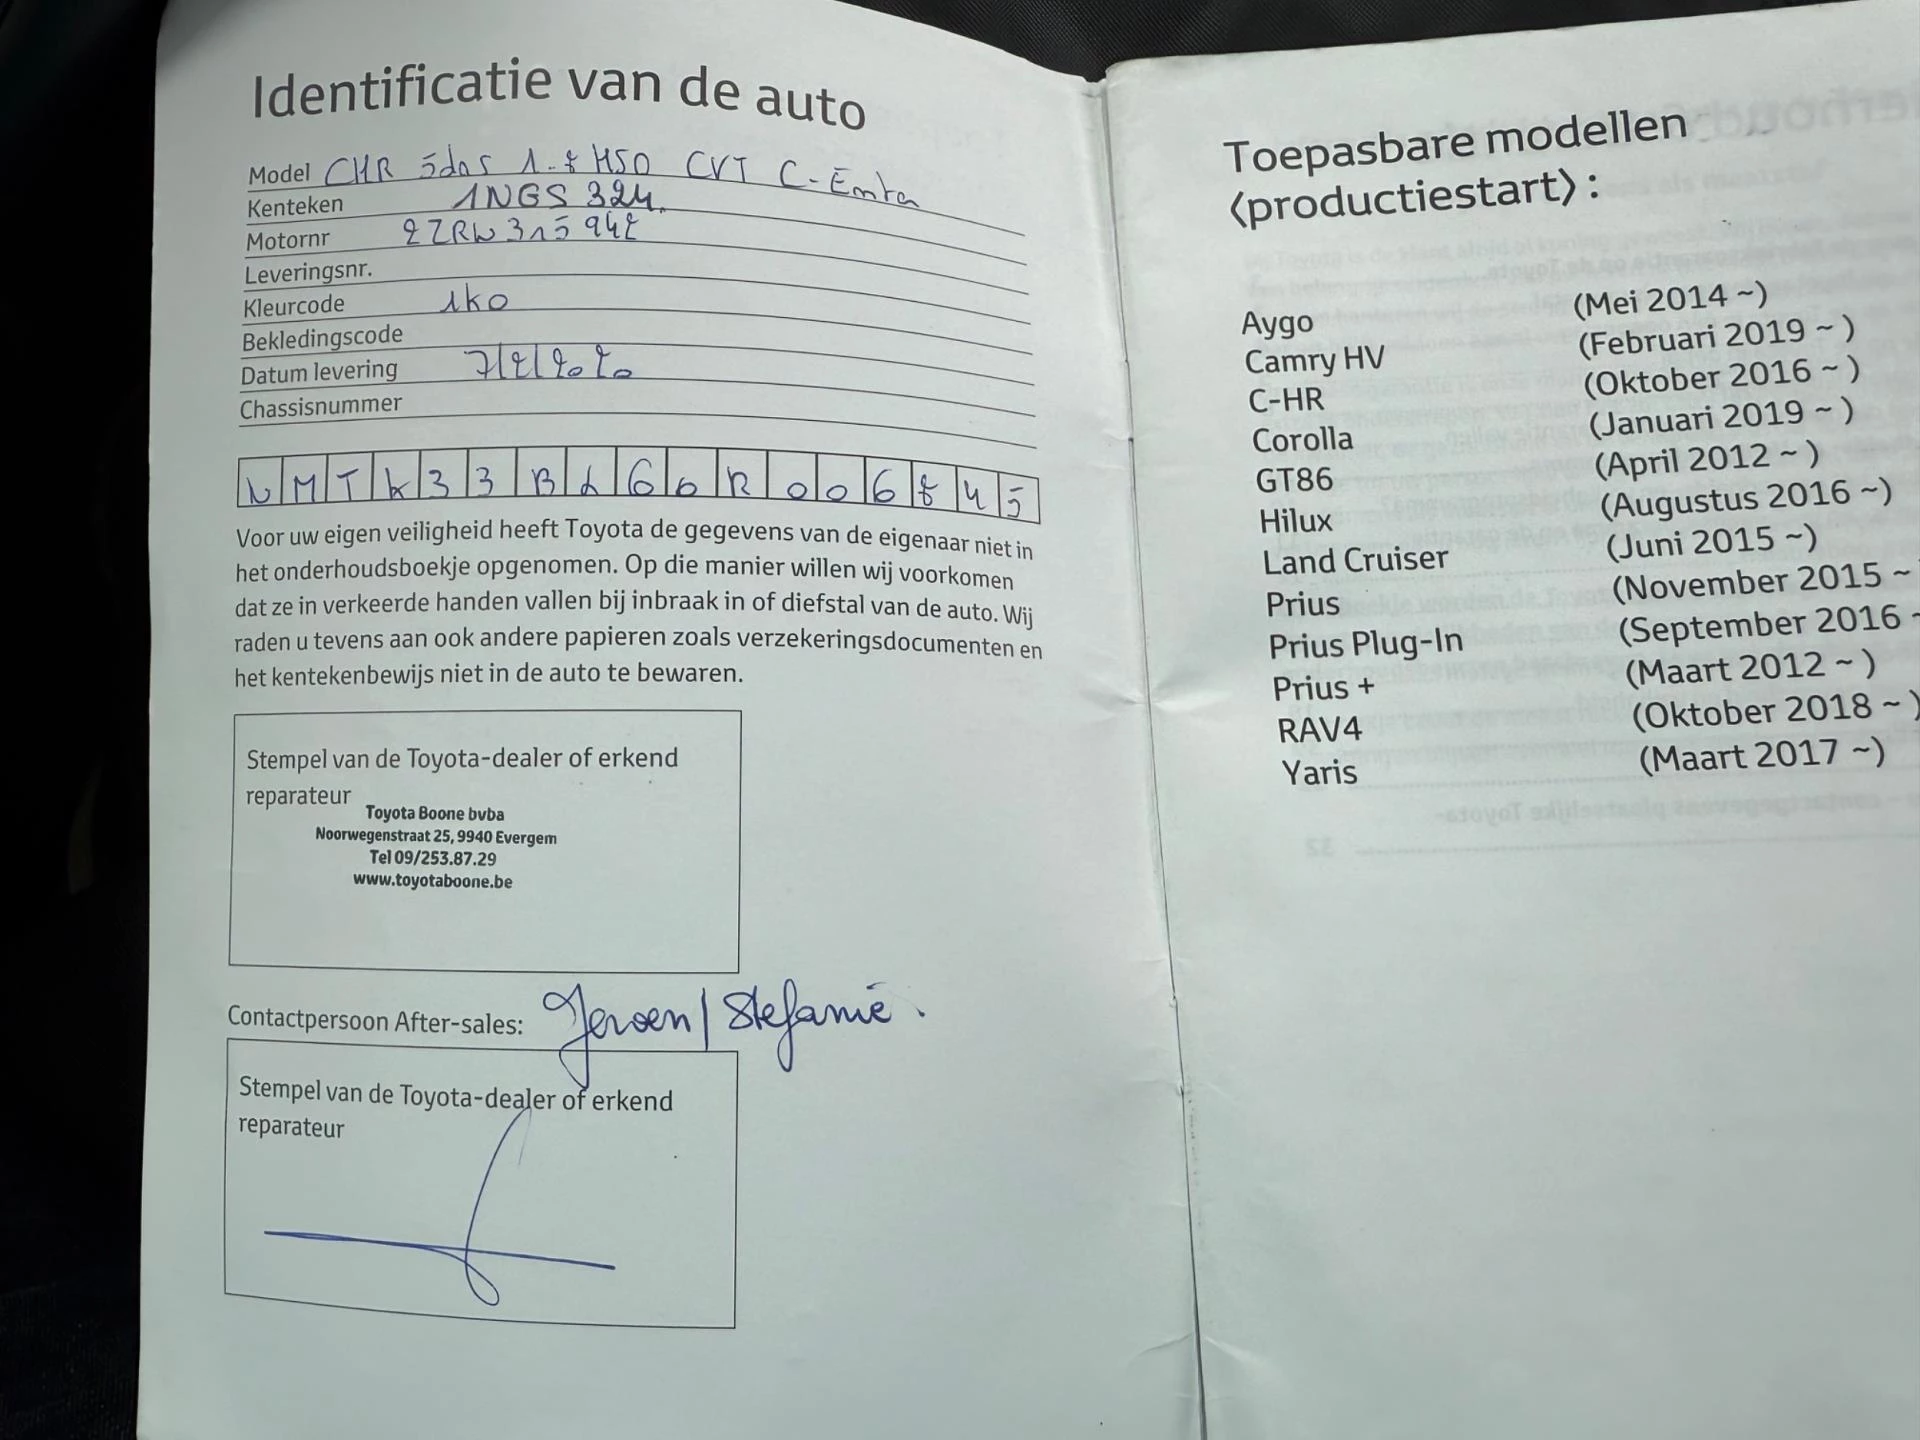 Identificatie van de auto
Model CHR 5drs 1.8 HSD CVT C-Enter
Kenteken 1NGS 324.
Motornr 2ZRW315942
Leveringsnr.
Kleurcode 1k0
Bekledingscode
Datum levering 7/2/2020
Chassisnummer
NMTK33BX60R006845
Voor uw eigen veiligheid heeft Toyota de gegevens van de eigenaar niet in
het onderhoudsboekje opgenomen. Op die manier willen wij voorkomen
dat ze in verkeerde handen vallen bij inbraak in of diefstal van de auto. Wij
raden u tevens aan ook andere papieren zoals verzekeringsdocumenten en
het kentekenbewijs niet in de auto te bewaren.
Stempel van de Toyota-dealer of erkend
reparateur
Toyota Boone bvba
Noorwegenstraat 25, 9940 Evergem
Tel 09/253.87.29
www.toyotaboone.be
Contactpersoon After-sales: Jeroen / Stefanie.
Stempel van de Toyota-dealer of erkend
reparateur
Toepasbare modellen
⟨productiestart⟩ :
Aygo (Mei 2014 ~)
Camry HV (Februari 2019 ~ )
C-HR (Oktober 2016 ~ )
Corolla (Januari 2019 ~ )
GT86 (April 2012 ~ )
Hilux (Augustus 2016 ~)
Land Cruiser (Juni 2015 ~)
Prius (November 2015 ~
Prius Plug-In (September 2016 ~
Prius + (Maart 2012 ~ )
RAV4 (Oktober 2018 ~ )
Yaris (Maart 2017 ~)